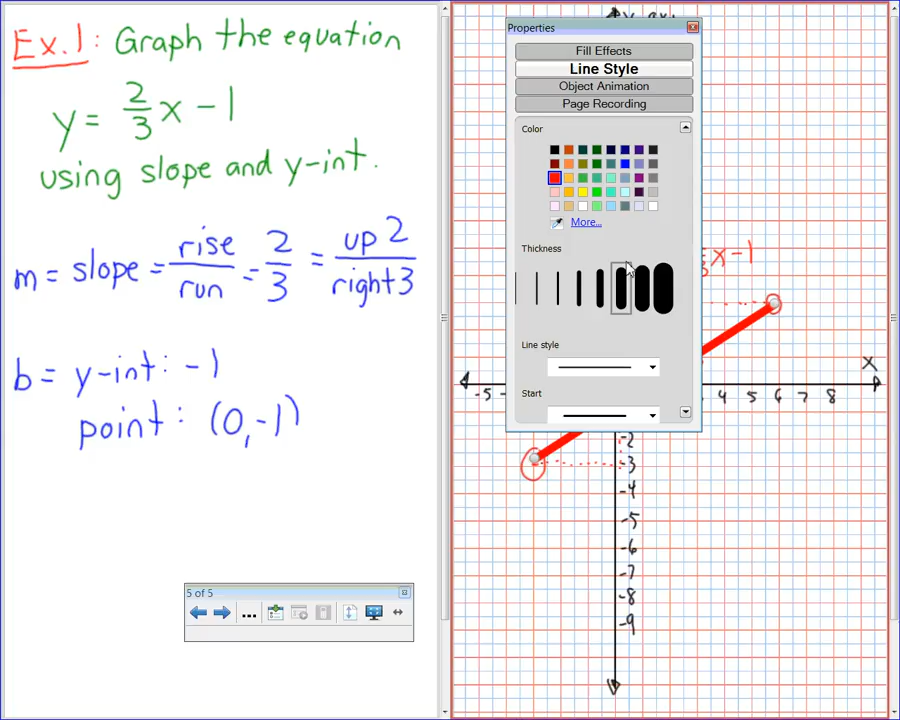 Ex.1: Graph the equation
y = 2/3 x - 1
using slope and y-int.
m = slope = rise/run = 2/3 = up 2/right 3
b = y-int: -1
point: (0,-1)
5 of 5
...
Properties
Fill Effects
Line Style
Object Animation
Page Recording
Color
More...
Thickness
Line style
Start
x-1
X
-5
4 5 6 7 8
-2
-3
-4
-5
-6
-7
-8
-9